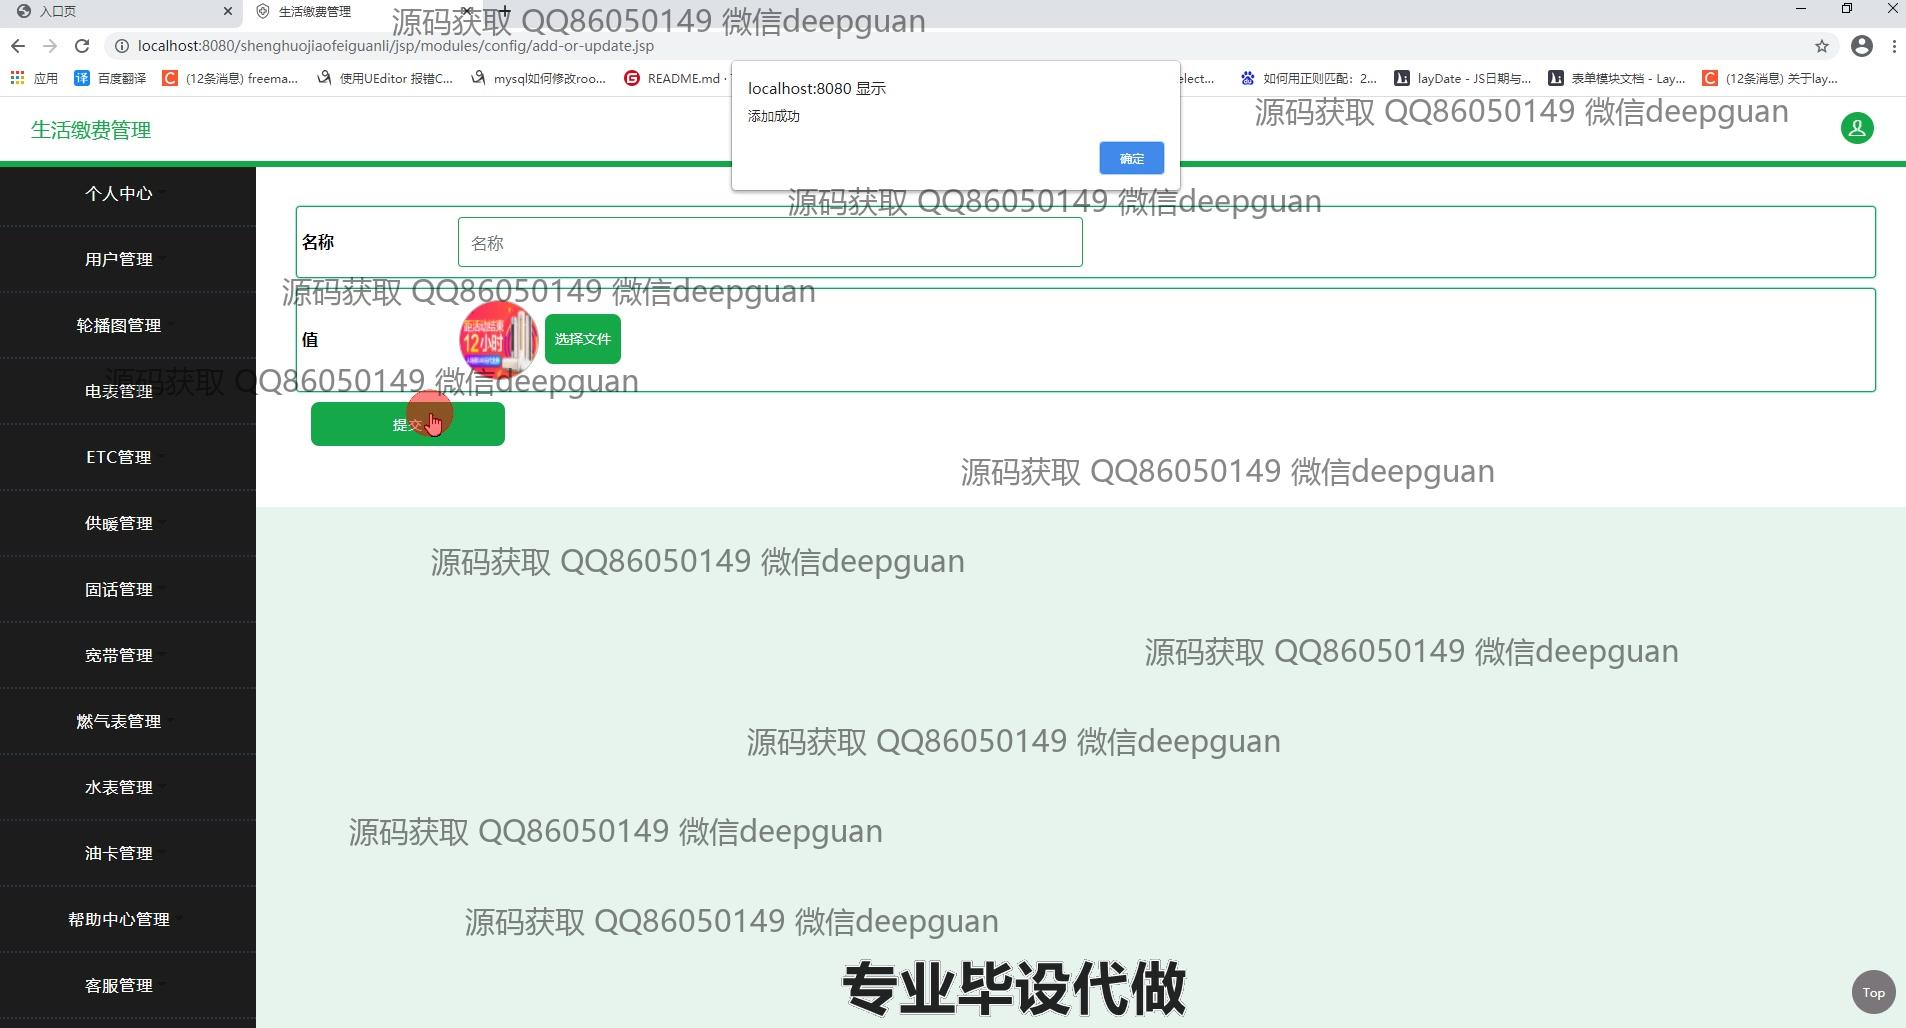 入口页
生活缴费管理
源码获取 QQ86050149 微信deepguan
localhost:8080/shenghuojiaofeiguanli/jsp/modules/config/add-or-update.jsp
应用
百度翻译
(12条消息) freema...
使用UEditor 报错C...
mysql如何修改roo...
README.md ·
elect...
如何用正则匹配：2...
layDate - JS日期与...
表单模块文档 - Lay...
(12条消息) 关于lay...
localhost:8080 显示
添加成功
确定
源码获取 QQ86050149 微信deepguan
生活缴费管理
源码获取 QQ86050149 微信deepguan
个人中心
用户管理
轮播图管理
电表管理
ETC管理
供暖管理
固话管理
宽带管理
燃气表管理
水表管理
油卡管理
帮助中心管理
客服管理
名称
名称
源码获取 QQ86050149 微信deepguan
值
距活动结束
12小时
选择文件
源码获取 QQ86050149 微信deepguan
提交
源码获取 QQ86050149 微信deepguan
源码获取 QQ86050149 微信deepguan
源码获取 QQ86050149 微信deepguan
源码获取 QQ86050149 微信deepguan
源码获取 QQ86050149 微信deepguan
源码获取 QQ86050149 微信deepguan
专业毕设代做
Top